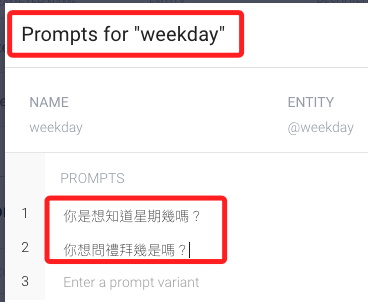 Prompts for "weekday"
NAME ENTITY
weekday @weekday
PROMPTS
1 你是想知道星期幾嗎？
2 你想問禮拜幾是嗎？
3 Enter a prompt variant